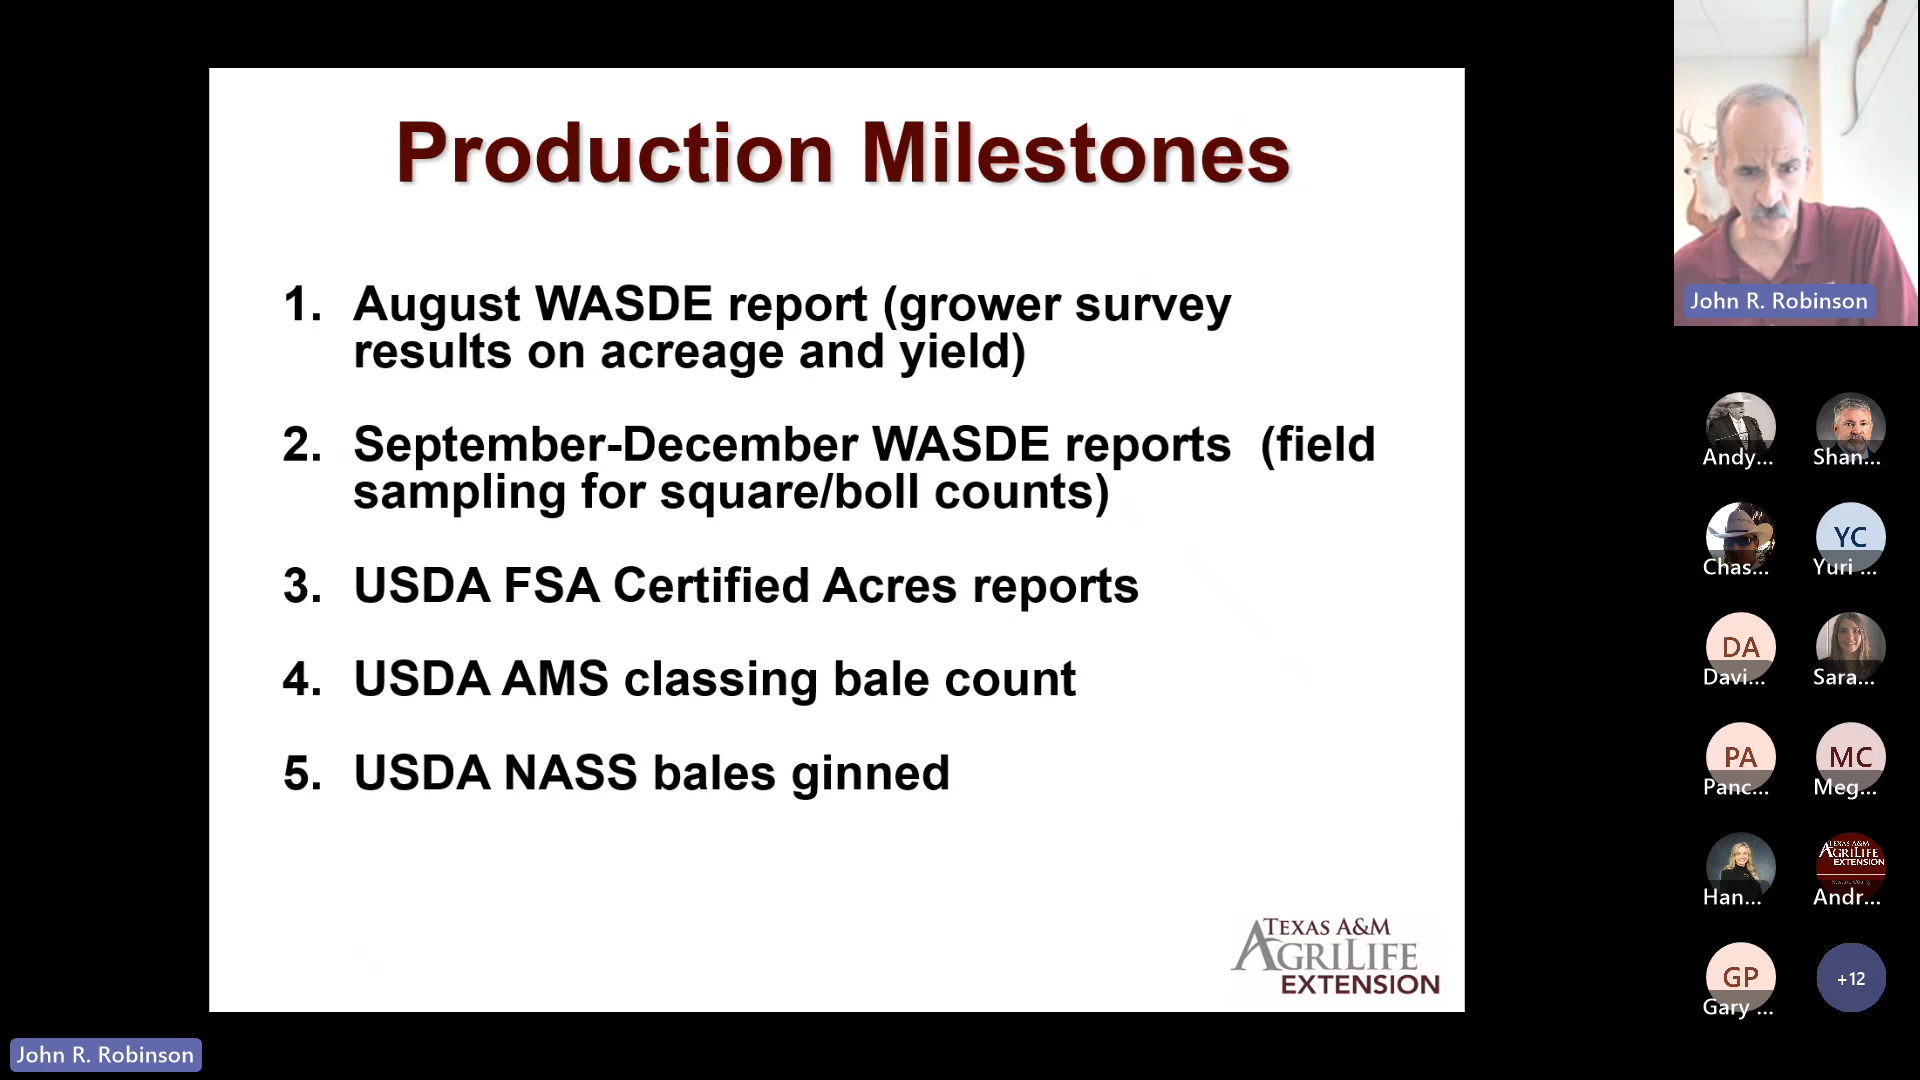 Production Milestones
1. August WASDE report (grower survey
results on acreage and yield)
2. September-December WASDE reports (field
sampling for square/boll counts)
3. USDA FSA Certified Acres reports
4. USDA AMS classing bale count
5. USDA NASS bales ginned
TEXAS A&M
AGRILIFE
EXTENSION
John R. Robinson
John R. Robinson
Andy...
Shan...
Chas...
YC
Yuri ...
DA
Davi...
Sara...
PA
Panc...
MC
Meg...
Han...
TEXAS A&M
AGRILIFE
EXTENSION
Andr...
GP
Gary ...
+12